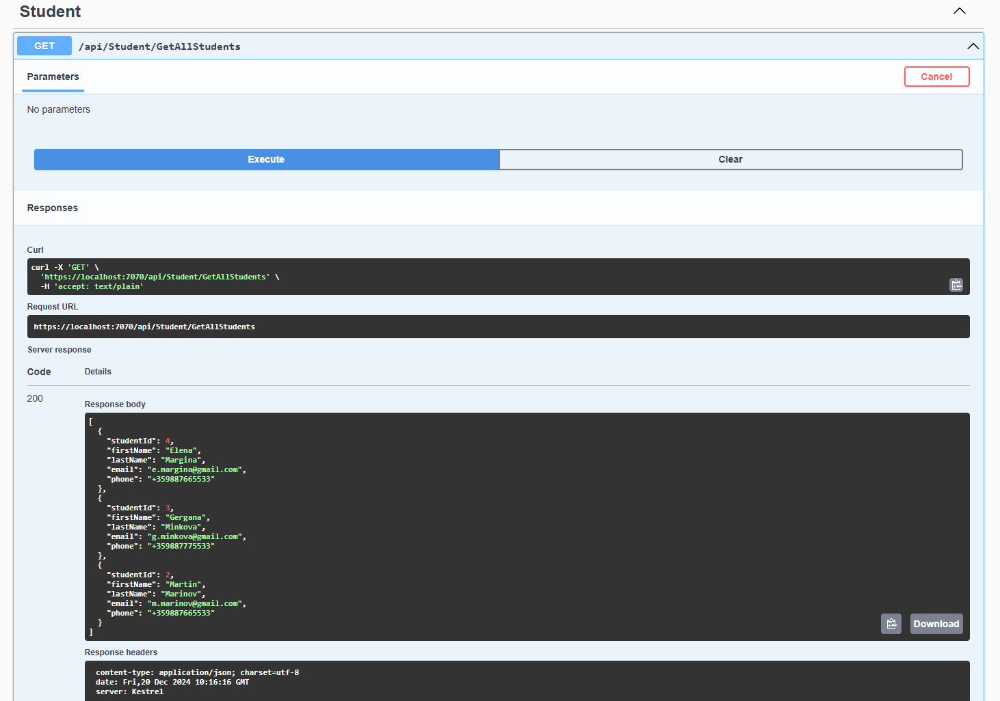 Student
GET /api/Student/GetAllStudents
Parameters
Cancel
No parameters
Execute
Clear
Responses
Curl
curl -X 'GET' \
  'https://localhost:7070/api/Student/GetAllStudents' \
  -H 'accept: text/plain'
Request URL
https://localhost:7070/api/Student/GetAllStudents
Server response
Code Details
200
Response body
[
  {
    "studentId": 4,
    "firstName": "Elena",
    "lastName": "Margina",
    "email": "e.margina@gmail.com",
    "phone": "+359887665533"
  },
  {
    "studentId": 3,
    "firstName": "Gergana",
    "lastName": "Minkova",
    "email": "g.minkova@gmail.com",
    "phone": "+359887775533"
  },
  {
    "studentId": 2,
    "firstName": "Martin",
    "lastName": "Marinov",
    "email": "m.marinov@gmail.com",
    "phone": "+359887665533"
  }
]
Download
Response headers
content-type: application/json; charset=utf-8
date: Fri,20 Dec 2024 10:16:16 GMT
server: Kestrel